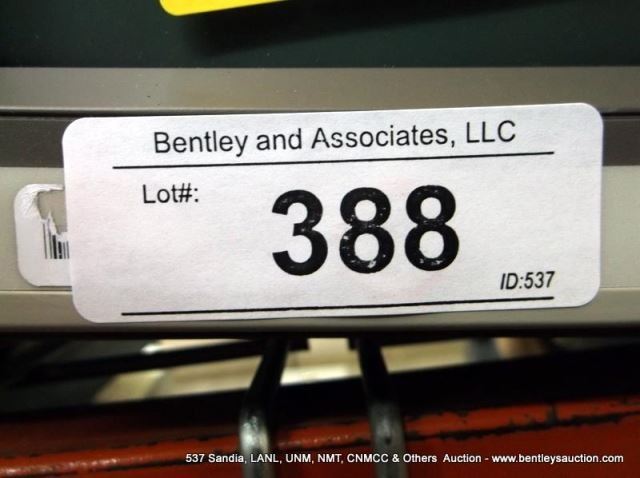 Bentley and Associates, LLC
Lot#:
388
ID:537
537 Sandia, LANL, UNM, NMT, CNMCC & Others Auction - www.bentleysauction.com